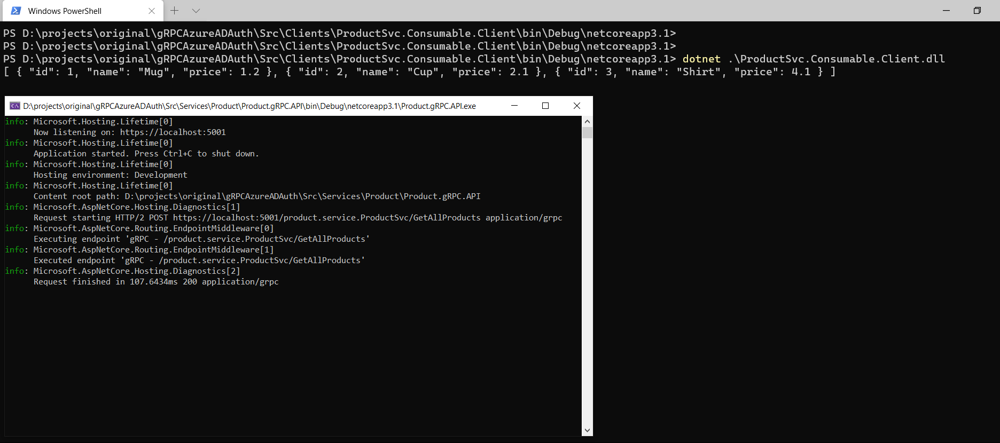 Windows PowerShell
PS D:\projects\original\gRPCAzureADAuth\Src\Clients\ProductSvc.Consumable.Client\bin\Debug\netcoreapp3.1>
PS D:\projects\original\gRPCAzureADAuth\Src\Clients\ProductSvc.Consumable.Client\bin\Debug\netcoreapp3.1>
PS D:\projects\original\gRPCAzureADAuth\Src\Clients\ProductSvc.Consumable.Client\bin\Debug\netcoreapp3.1> dotnet .\ProductSvc.Consumable.Client.dll
[ { "id": 1, "name": "Mug", "price": 1.2 }, { "id": 2, "name": "Cup", "price": 2.1 }, { "id": 3, "name": "Shirt", "price": 4.1 } ]
D:\projects\original\gRPCAzureADAuth\Src\Services\Product\Product.gRPC.API\bin\Debug\netcoreapp3.1\Product.gRPC.API.exe
info: Microsoft.Hosting.Lifetime[0]
Now listening on: https://localhost:5001
info: Microsoft.Hosting.Lifetime[0]
Application started. Press Ctrl+C to shut down.
info: Microsoft.Hosting.Lifetime[0]
Hosting environment: Development
info: Microsoft.Hosting.Lifetime[0]
Content root path: D:\projects\original\gRPCAzureADAuth\Src\Services\Product\Product.gRPC.API
info: Microsoft.AspNetCore.Hosting.Diagnostics[1]
Request starting HTTP/2 POST https://localhost:5001/product.service.ProductSvc/GetAllProducts application/grpc
info: Microsoft.AspNetCore.Routing.EndpointMiddleware[0]
Executing endpoint 'gRPC - /product.service.ProductSvc/GetAllProducts'
info: Microsoft.AspNetCore.Routing.EndpointMiddleware[1]
Executed endpoint 'gRPC - /product.service.ProductSvc/GetAllProducts'
info: Microsoft.AspNetCore.Hosting.Diagnostics[2]
Request finished in 107.6434ms 200 application/grpc